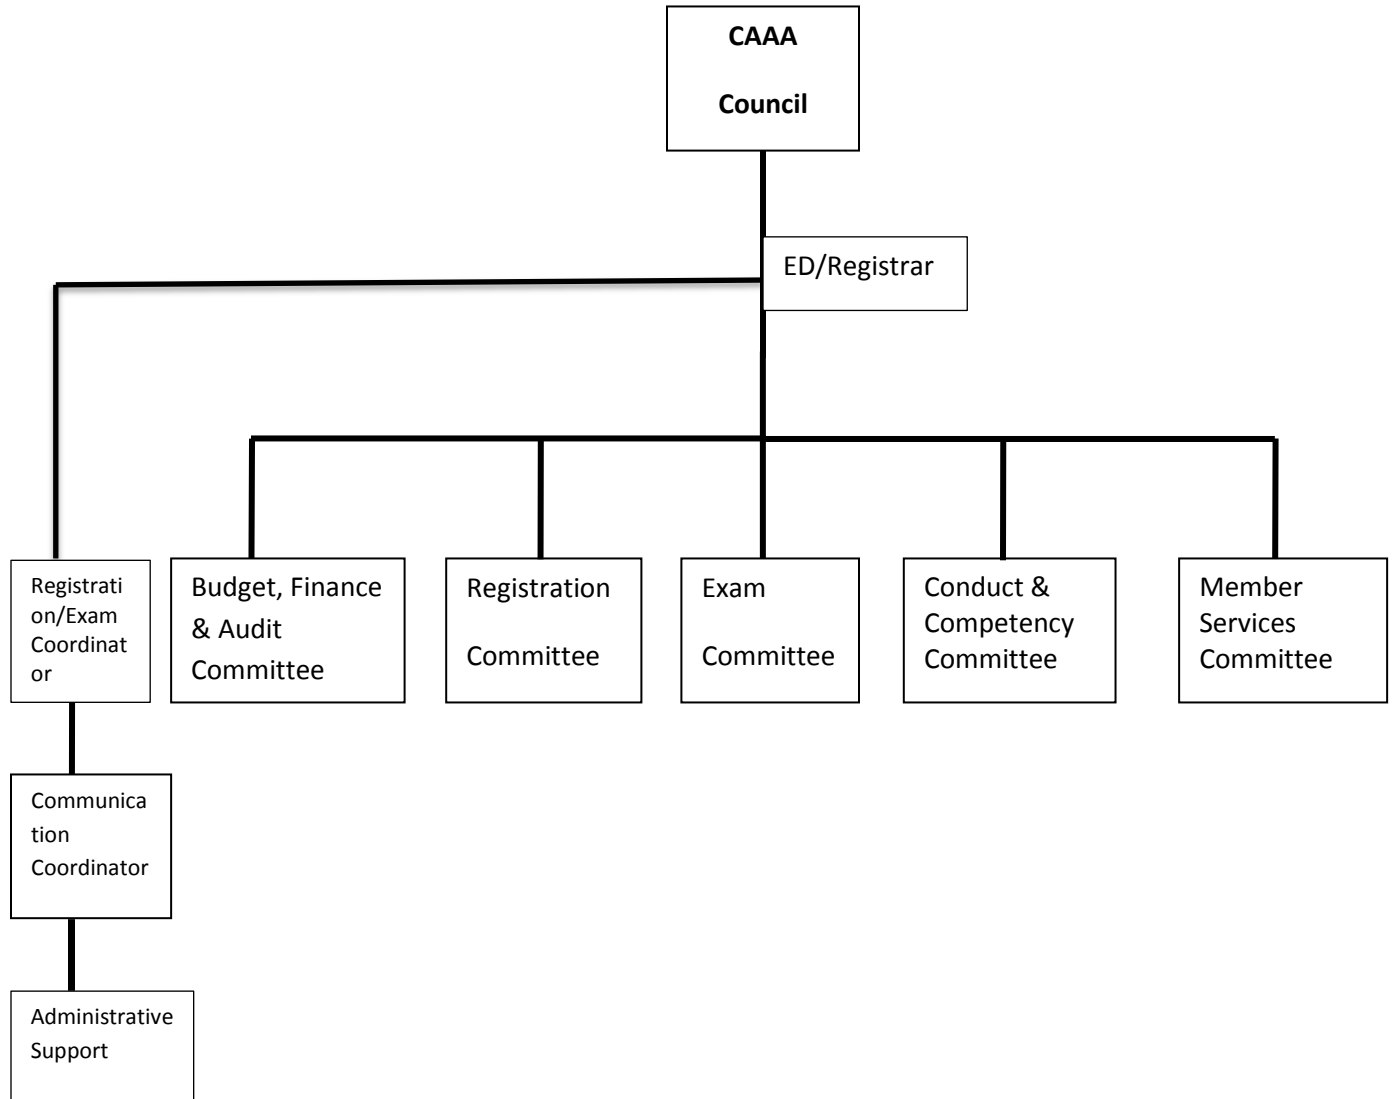 CAAA
Council
ED/Registrar
Registrati
on/Exam
Coordinat
or
Budget, Finance
& Audit
Committee
Registration
Committee
Exam
Committee
Conduct &
Competency
Committee
Member
Services
Committee
Communica
tion
Coordinator
Administrative
Support